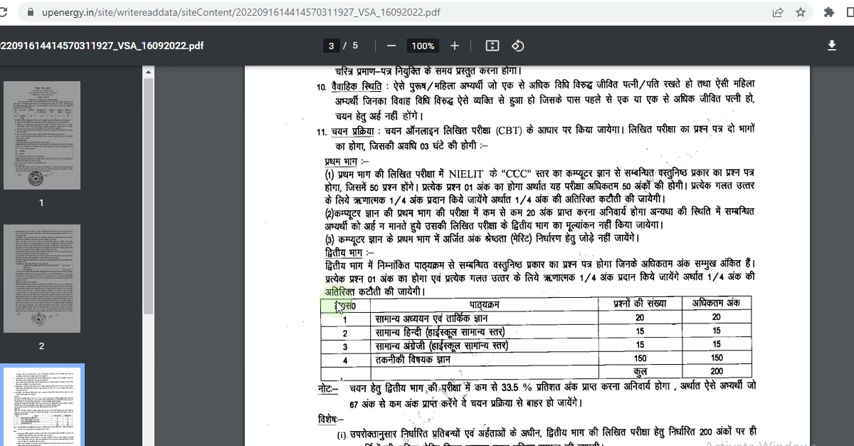 upenergy.in/site/writereaddata/siteContent/2022091614414570311927_VSA_16092022.pdf
0220916144145703119​27_VSA_16092022.pdf
3 / 5
100%
चरित्र प्रमाण-पत्र नियुक्ति के समय प्रस्तुत करना होगा।
10. वैवाहिक स्थिति : ऐसे पुरूष/महिला अभ्यर्थी जो एक से अधिक विधि विरुद्ध जीवित पत्नी/पति रखते हो तथा ऐसी महिला
अभ्यर्थी जिनका विवाह विधि विरुद्ध ऐसे व्यक्ति से हुआ हो जिसके पास पहले से एक या एक से अधिक जीवित पत्नी हो,
चयन हेतु अर्ह नहीं होंगे।
11. चयन प्रक्रिया : चयन ऑनलाइन लिखित परीक्षा (CBT) के आधार पर किया जायेगा। लिखित परीक्षा का प्रश्न पत्र दो भागों
का होगा, जिसकी अवधि 03 घंटे की होगी :-
प्रथम भाग :-
(1) प्रथम भाग की लिखित परीक्षा में NIELIT के "CCC" स्तर का कम्प्यूटर ज्ञान से सम्बन्धित वस्तुनिष्ठ प्रकार का प्रश्न पत्र
होगा, जिसमें 50 प्रश्न होंगे। प्रत्येक प्रश्न 01 अंक का होगा अर्थात यह परीक्षा अधिकतम 50 अंकों की होगी। प्रत्येक गलत उत्तर
के लिये ऋणात्मक 1/4 अंक प्रदान किये जायेंगे अर्थात 1/4 अंक की अतिरिक्त कटौती की जायेगी।
(2)कम्प्यूटर ज्ञान की प्रथम भाग की परीक्षा में कम से कम 20 अंक प्राप्त करना अनिवार्य होगा अन्यथा की स्थिति में सम्बन्धित
अभ्यर्थी को अर्ह न मानते हुये उसकी लिखित परीक्षा के द्वितीय भाग का मूल्यांकन नहीं किया जायेगा।
(3) कम्प्यूटर ज्ञान के प्रथम भाग में अर्जित अंक श्रेष्ठता (मेरिट) निर्धारण हेतु जोड़े नहीं जायेंगे।
द्वितीय भाग :-
द्वितीय भाग में निम्नांकित पाठ्यक्रम से सम्बन्धित वस्तुनिष्ठ प्रकार का प्रश्न पत्र होगा जिनके अधिकतम अंक सम्मुख अंकित हैं।
प्रत्येक प्रश्न 01 अंक का होगा एवं प्रत्येक गलत उत्तर के लिये ऋणात्मक 1/4 अंक प्रदान किये जायेंगे अर्थात 1/4 अंक की
अतिरिक्त कटौती की जायेगी।
पाठ्यक्रम प्रश्नों की संख्या अधिकतम अंक
1 सामान्य अध्ययन एवं तार्किक ज्ञान 20 20
2 सामान्य हिन्दी (हाईस्कूल सामान्य स्तर) 15 15
3 सामान्य अंग्रेजी (हाईस्कूल सामान्य स्तर) 15 15
4 तकनीकी विषयक ज्ञान 150 150
कुल 200
नोटः- चयन हेतु द्वितीय भाग की परीक्षा में कम से 33.5 % प्रतिशत अंक प्राप्त करना अनिवार्य होगा, अर्थात ऐसे अभ्यर्थी जो
67 अंक से कम अंक प्राप्त करेंगे वे चयन प्रक्रिया से बाहर हो जायेंगे।
विशेषः-
(i). उपरोक्तानुसार निर्धारित प्रतिबन्धों एवं अर्हताओं के अधीन, द्वितीय भाग की लिखित परीक्षा हेतु निर्धारित 200 अंकों पर ही
1
2